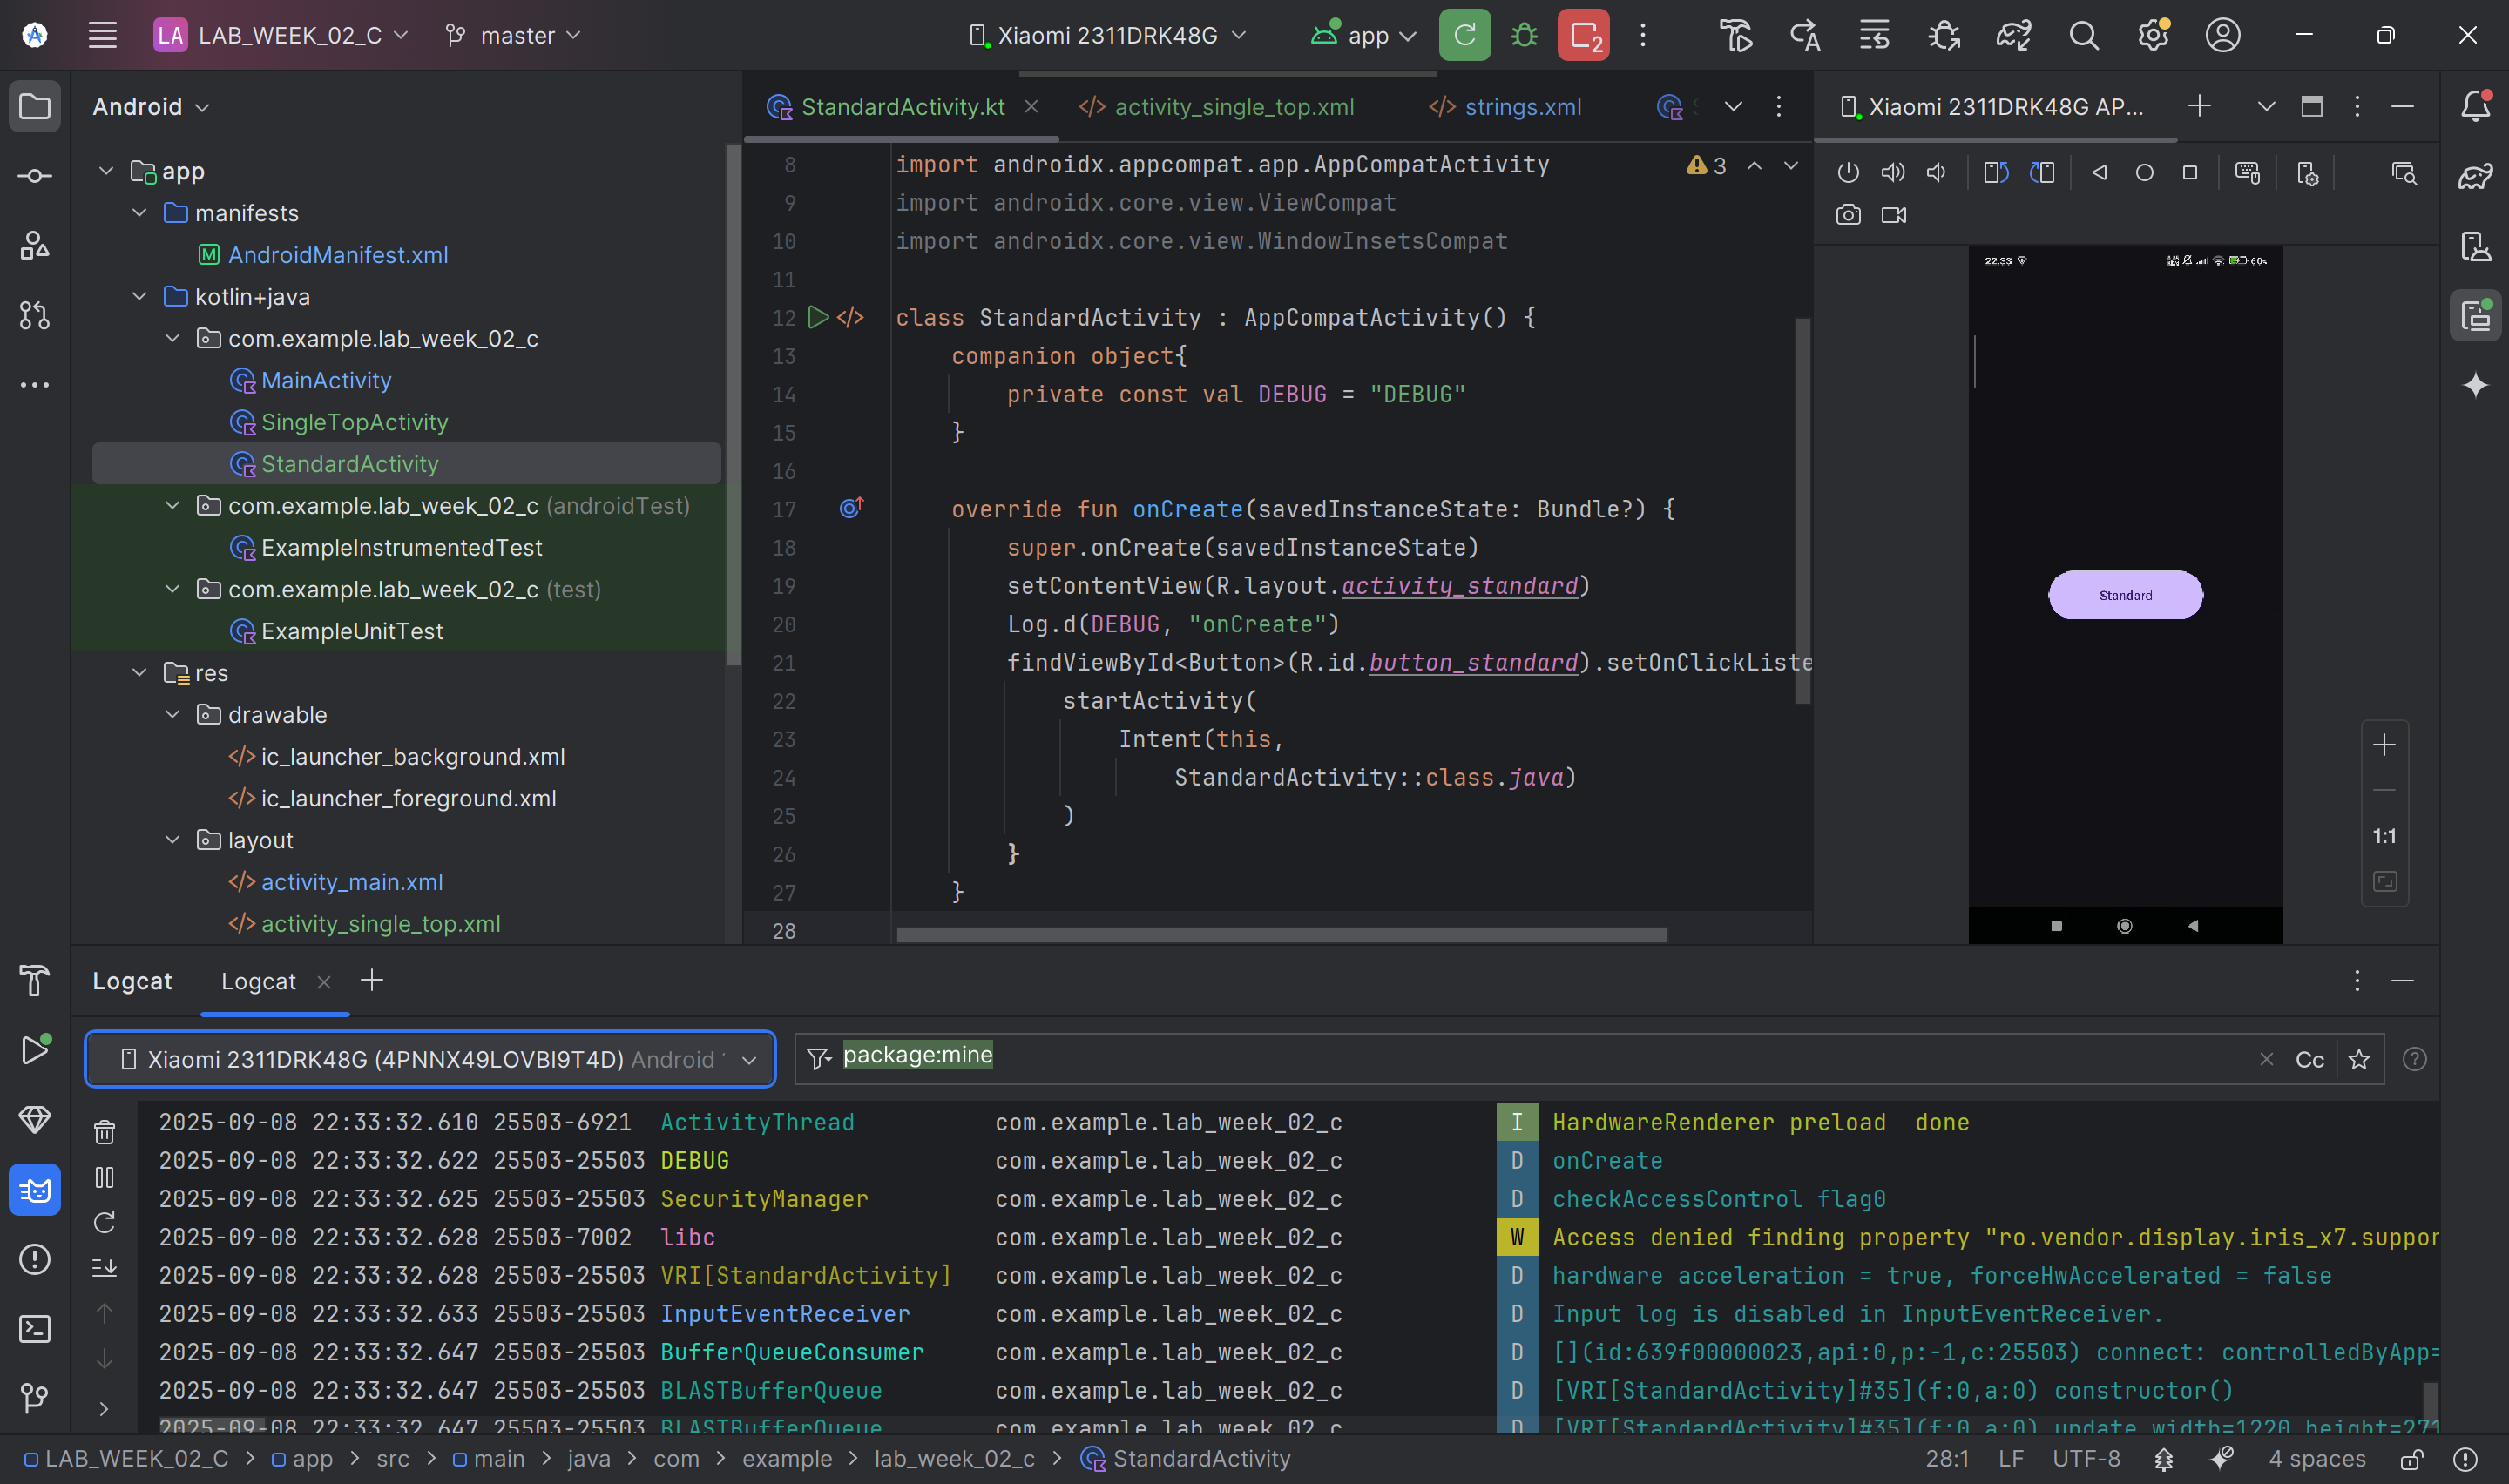 LA LAB_WEEK_02_C master Xiaomi 2311DRK48G app 2
Android
app
manifests
AndroidManifest.xml
kotlin+java
com.example.lab_week_02_c
MainActivity
SingleTopActivity
StandardActivity
com.example.lab_week_02_c (androidTest)
ExampleInstrumentedTest
com.example.lab_week_02_c (test)
ExampleUnitTest
res
drawable
ic_launcher_background.xml
ic_launcher_foreground.xml
layout
activity_main.xml
activity_single_top.xml
StandardActivity.kt activity_single_top.xml strings.xml
3
8 import androidx.appcompat.app.AppCompatActivity
9 import androidx.core.view.ViewCompat
10 import androidx.core.view.WindowInsetsCompat
11
12 class StandardActivity : AppCompatActivity() {
13 companion object{
14 private const val DEBUG = "DEBUG"
15 }
16
17 override fun onCreate(savedInstanceState: Bundle?) {
18 super.onCreate(savedInstanceState)
19 setContentView(R.layout.activity_standard)
20 Log.d(DEBUG, "onCreate")
21 findViewById<Button>(R.id.button_standard).setOnClickListe
22 startActivity(
23 Intent(this,
24 StandardActivity::class.java)
25 )
26 }
27 }
28
Xiaomi 2311DRK48G AP...
22:33 60%
Standard
1:1
Logcat Logcat
Xiaomi 2311DRK48G (4PNNX49LOVBI9T4D) Android
package:mine
Cc
2025-09-08 22:33:32.610 25503-6921 ActivityThread com.example.lab_week_02_c I HardwareRenderer preload done
2025-09-08 22:33:32.622 25503-25503 DEBUG com.example.lab_week_02_c D onCreate
2025-09-08 22:33:32.625 25503-25503 SecurityManager com.example.lab_week_02_c D checkAccessControl flag0
2025-09-08 22:33:32.628 25503-7002 libc com.example.lab_week_02_c W Access denied finding property "ro.vendor.display.iris_x7.suppor
2025-09-08 22:33:32.628 25503-25503 VRI[StandardActivity] com.example.lab_week_02_c D hardware acceleration = true, forceHwAccelerated = false
2025-09-08 22:33:32.633 25503-25503 InputEventReceiver com.example.lab_week_02_c D Input log is disabled in InputEventReceiver.
2025-09-08 22:33:32.647 25503-25503 BufferQueueConsumer com.example.lab_week_02_c D [](id:639f00000023,api:0,p:-1,c:25503) connect: controlledByApp=
2025-09-08 22:33:32.647 25503-25503 BLASTBufferQueue com.example.lab_week_02_c D [VRI[StandardActivity]#35](f:0,a:0) constructor()
2025-09-08 22:33:32.647 25503-25503 BLASTBufferQueue com.example.lab_week_02_c D [VRI[StandardActivity]#35](f:0,a:0) update width=1220 height=271
LAB_WEEK_02_C > app > src > main > java > com > example > lab_week_02_c > StandardActivity 28:1 LF UTF-8 4 spaces